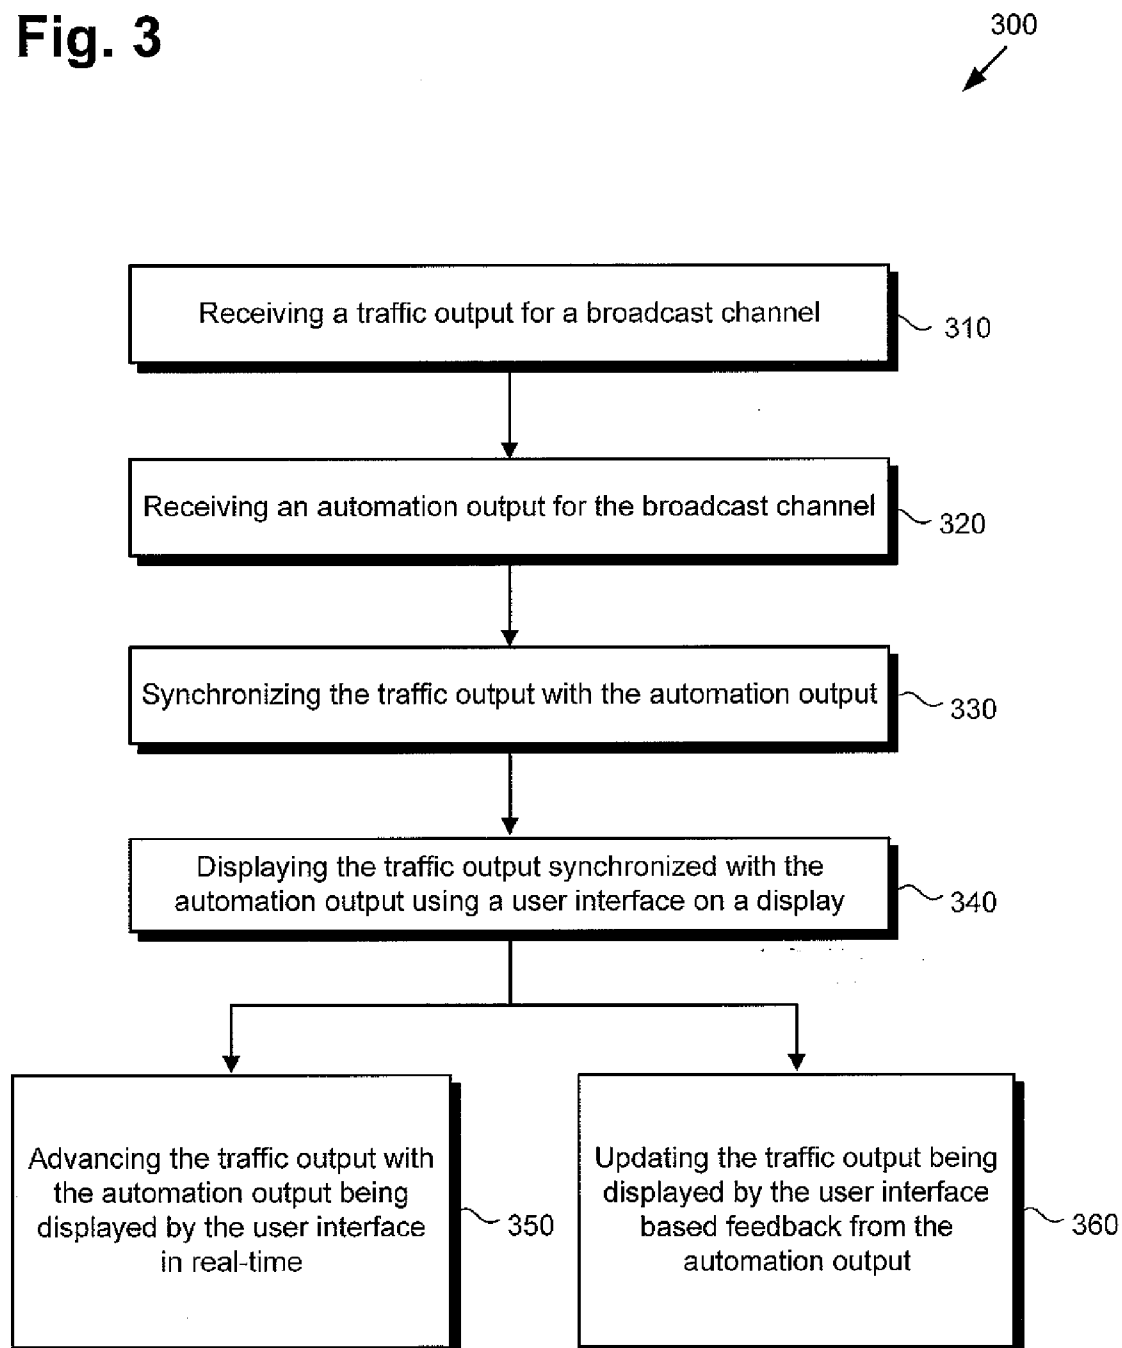 Fig. 3
300
Receiving a traffic output for a broadcast channel
310
Receiving an automation output for the broadcast channel
320
Synchronizing the traffic output with the automation output
330
Displaying the traffic output synchronized with the
automation output using a user interface on a display
340
Advancing the traffic output with
the automation output being
displayed by the user interface
in real-time
350
Updating the traffic output being
displayed by the user interface
based feedback from the
automation output
360